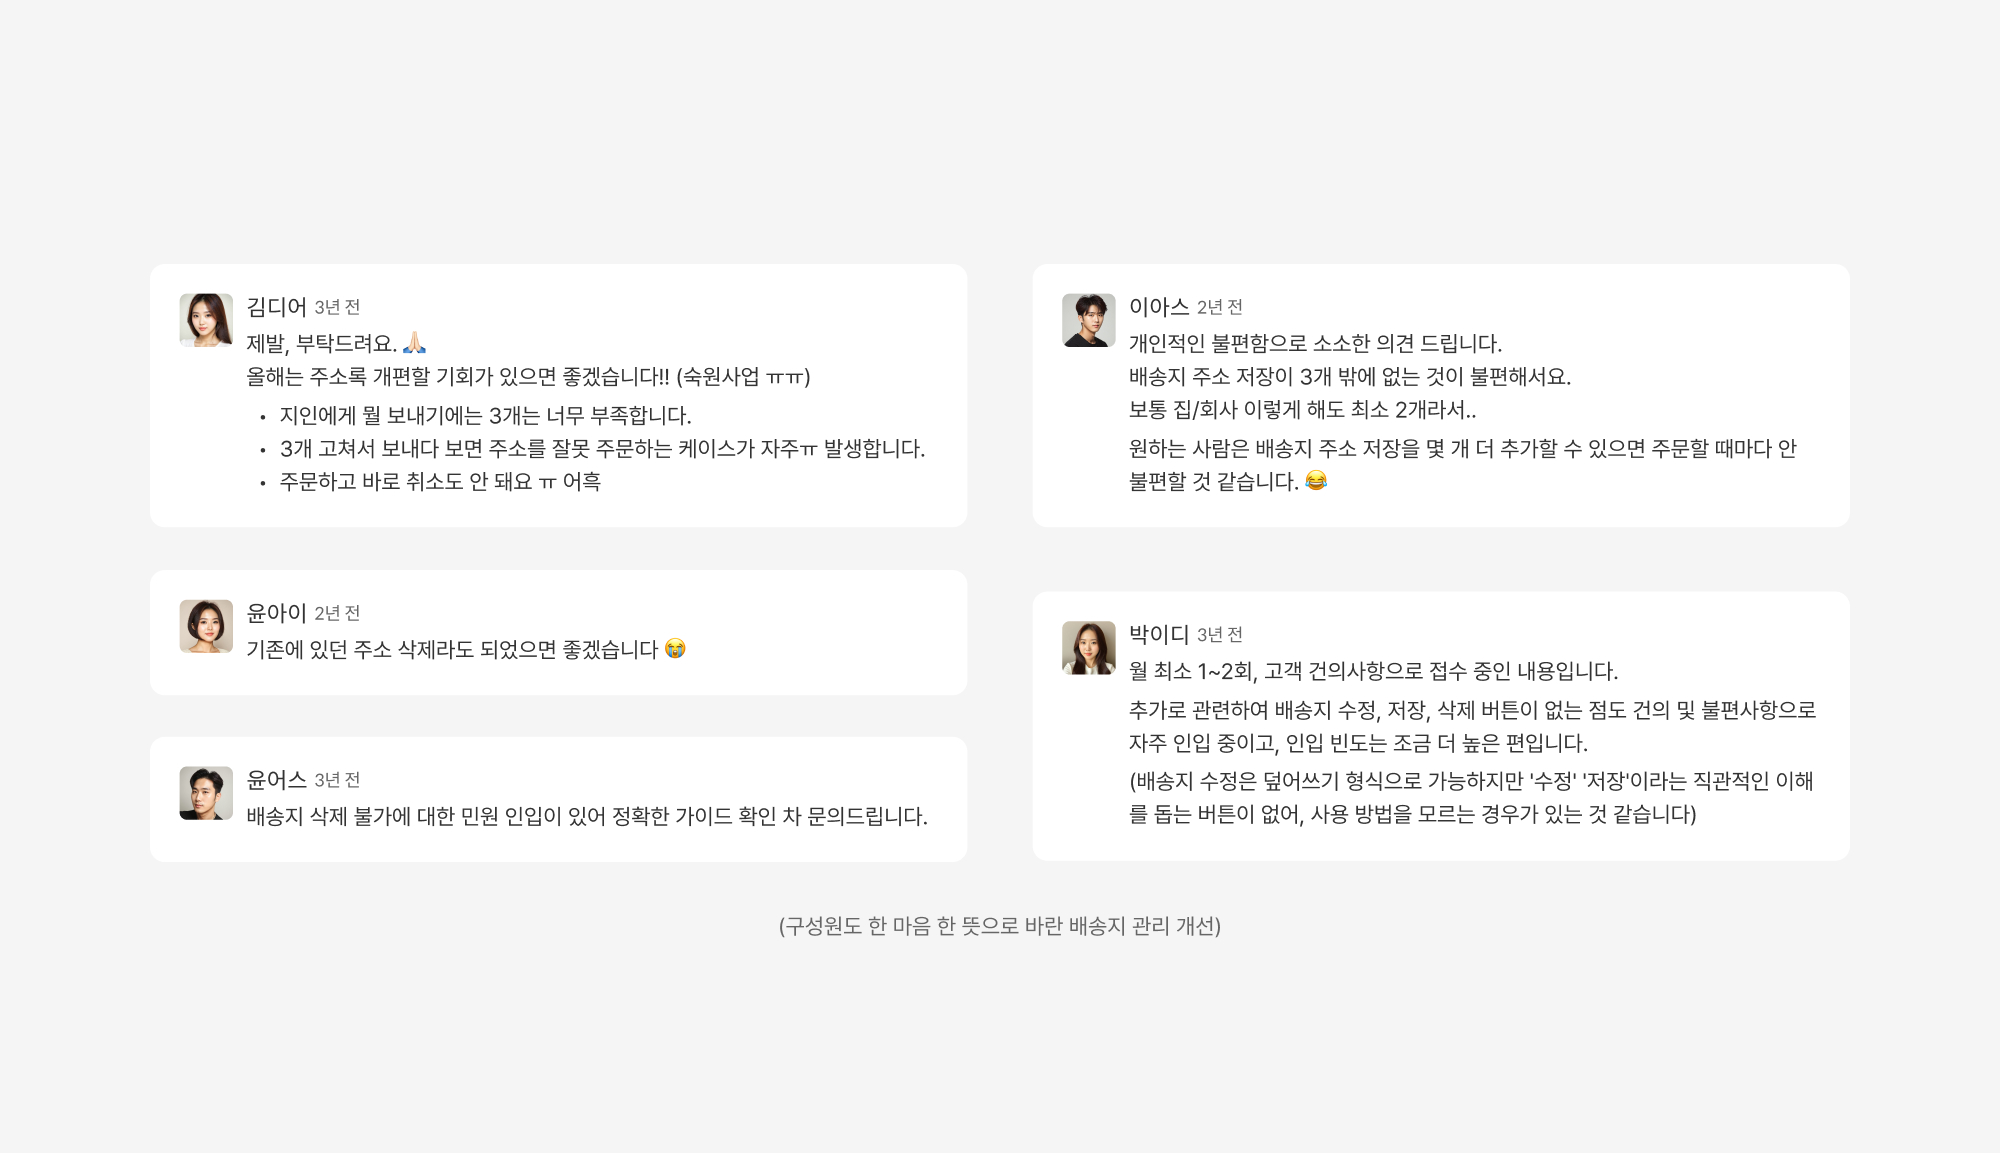 김디어 3년 전
제발, 부탁드려요. 🙏🏻
올해는 주소록 개편할 기회가 있으면 좋겠습니다!! (숙원사업 ㅠㅠ)
• 지인에게 뭘 보내기에는 3개는 너무 부족합니다.
• 3개 고쳐서 보내다 보면 주소를 잘못 주문하는 케이스가 자주ㅠ 발생합니다.
• 주문하고 바로 취소도 안 돼요 ㅠ 어흑
윤아이 2년 전
기존에 있던 주소 삭제라도 되었으면 좋겠습니다 😭
윤어스 3년 전
배송지 삭제 불가에 대한 민원 인입이 있어 정확한 가이드 확인 차 문의드립니다.
이아스 2년 전
개인적인 불편함으로 소소한 의견 드립니다.
배송지 주소 저장이 3개 밖에 없는 것이 불편해서요.
보통 집/회사 이렇게 해도 최소 2개라서..
원하는 사람은 배송지 주소 저장을 몇 개 더 추가할 수 있으면 주문할 때마다 안
불편할 것 같습니다. 😂
박이디 3년 전
월 최소 1~2회, 고객 건의사항으로 접수 중인 내용입니다.
추가로 관련하여 배송지 수정, 저장, 삭제 버튼이 없는 점도 건의 및 불편사항으로
자주 인입 중이고, 인입 빈도는 조금 더 높은 편입니다.
(배송지 수정은 덮어쓰기 형식으로 가능하지만 '수정' '저장'이라는 직관적인 이해
를 돕는 버튼이 없어, 사용 방법을 모르는 경우가 있는 것 같습니다)
(구성원도 한 마음 한 뜻으로 바란 배송지 관리 개선)